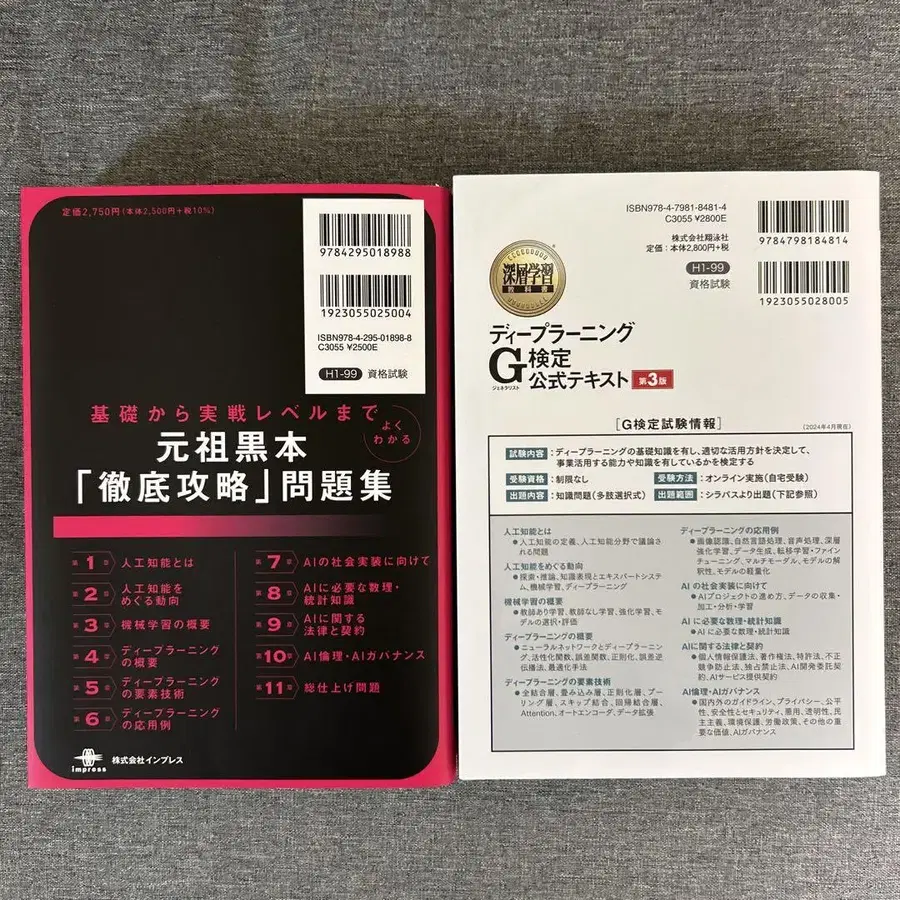 定価2,750円(本体2,500円+税10%)
9784295018988
1923055025004
ISBN978-4-295-01898-8
C3055 ¥2500E
H1-99 資格試験
基礎から実戦レベルまで
よく
わかる
元祖黒本
「徹底攻略」問題集
第1章 人工知能とは
第2章 人工知能を
めぐる動向
第3章 機械学習の概要
第4章 ディープラーニング
の概要
第5章 ディープラーニング
の要素技術
第6章 ディープラーニング
の応用例
第7章 AIの社会実装に向けて
第8章 AIに必要な数理・
統計知識
第9章 AIに関する
法律と契約
第10章 AI倫理・AIガバナンス
第11章 総仕上げ問題
impress 株式会社インプレス
ISBN978-4-7981-8481-4
C3055 ¥2800E
株式会社翔泳社
定価：本体2,800円+税
H1-99
資格試験
9784798184814
1923055028005
深層学習
教科書
ディープラーニング
G検定
ジェネラリスト
公式テキスト 第3版
[G検定試験情報]
(2024年4月現在)
試験内容：ディープラーニングの基礎知識を有し、適切な活用方針を決定して、
事業活用する能力や知識を有しているかを検定する
受験資格：制限なし 受験方法：オンライン実施(自宅受験)
出題内容：知識問題(多肢選択式) 出題範囲：シラバスより出題(下記参照)
人工知能とは
●人工知能の定義、人工知能分野で議論さ
れる問題
人工知能をめぐる動向
●探索・推論、知識表現とエキスパートシステ
ム、機械学習、ディープラーニング
機械学習の概要
●教師あり学習、教師なし学習、強化学習、モ
デルの選択・評価
ディープラーニングの概要
●ニューラルネットワークとディープラーニン
グ、活性化関数、誤差関数、正則化、誤差逆
伝播法、最適化手法
ディープラーニングの要素技術
●全結合層、畳み込み層、正則化層、プー
リング層、スキップ結合、回帰結合層、
Attention、オートエンコーダ、データ拡張
ディープラーニングの応用例
●画像認識、自然言語処理、音声処理、深層
強化学習、データ生成、転移学習・ファイン
チューニング、マルチモーダル、モデルの解
釈性、モデルの軽量化
AIの社会実装に向けて
●AIプロジェクトの進め方、データの収集・
加工・分析・学習
AIに必要な数理・統計知識
●AIに必要な数理・統計知識
AIに関する法律と契約
●個人情報保護法、著作権法、特許法、不正
競争防止法、独占禁止法、AI開発委託契
約、AIサービス提供契約
AI倫理・AIガバナンス
●国内外のガイドライン、プライバシー、公平
性、安全性とセキュリティ、悪用、透明性、民
主主義、環境保護、労働政策、その他の重
要な価値、AIガバナンス